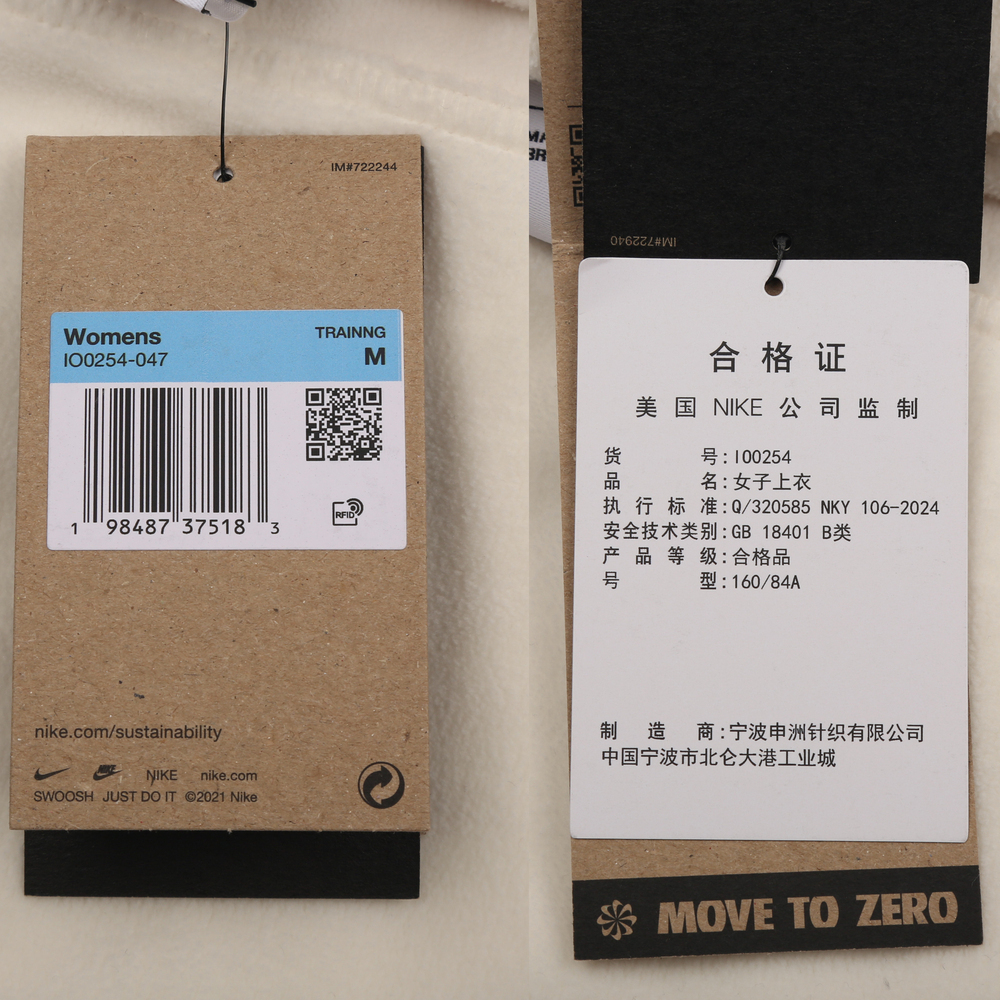 IM#722244
Womens
TRAINNG
IO0254-047
M
1 98487 37518 3
RFID
nike.com/sustainability
NIKE nike.com
SWOOSH JUST DO IT ©2021 Nike
IM#722940
合格证
美国 NIKE 公司监制
货号:IO0254
品名:女子上衣
执行标准:Q/320585 NKY 106-2024
安全技术类别:GB 18401 B类
产品等级:合格品
号型:160/84A
制造商:宁波申洲针织有限公司
中国宁波市北仑大港工业城
MOVE TO ZERO